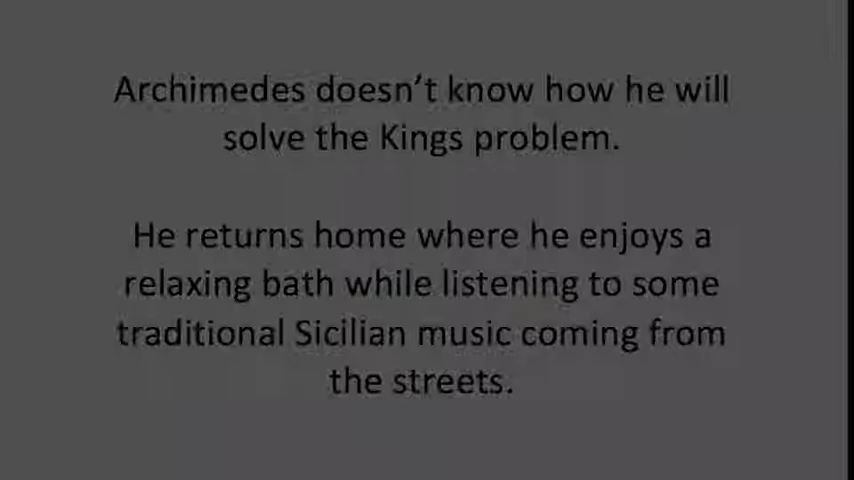 Archimedes doesn’t know how he will
solve the Kings problem.
He returns home where he enjoys a
relaxing bath while listening to some
traditional Sicilian music coming from
the streets.